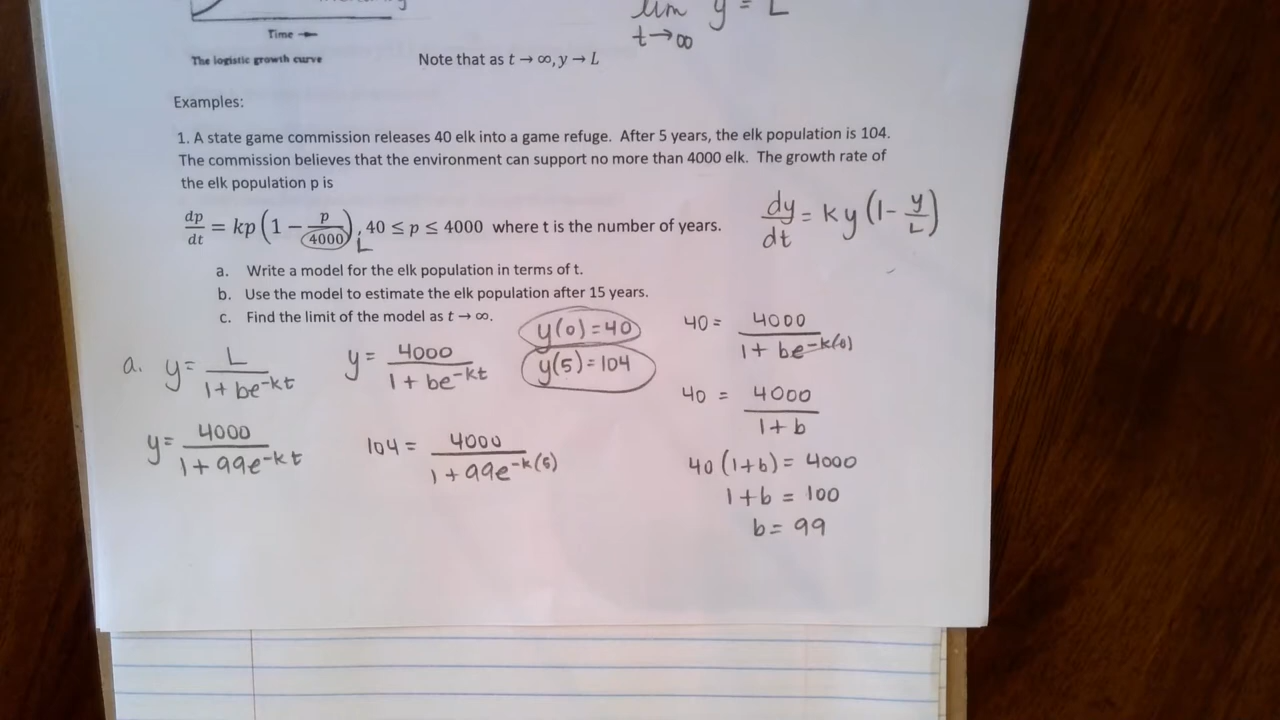 lim y = L
t→∞
Time →
The logistic growth curve
Note that as t → ∞, y → L
Examples:
1. A state game commission releases 40 elk into a game refuge. After 5 years, the elk population is 104.
The commission believes that the environment can support no more than 4000 elk. The growth rate of
the elk population p is
dp/dt = kp(1 − p/4000), 40 ≤ p ≤ 4000 where t is the number of years.
L
dy/dt = ky(1 − y/L)
a. Write a model for the elk population in terms of t.
b. Use the model to estimate the elk population after 15 years.
c. Find the limit of the model as t → ∞.
a. y = L/(1 + be^(−kt))
y = 4000/(1 + be^(−kt))
y(0) = 40
y(5) = 104
y = 4000/(1 + 99e^(−kt))
104 = 4000/(1 + 99e^(−k(5)))
40 = 4000/(1 + be^(−k(0)))
40 = 4000/(1 + b)
40(1+b) = 4000
1 + b = 100
b = 99